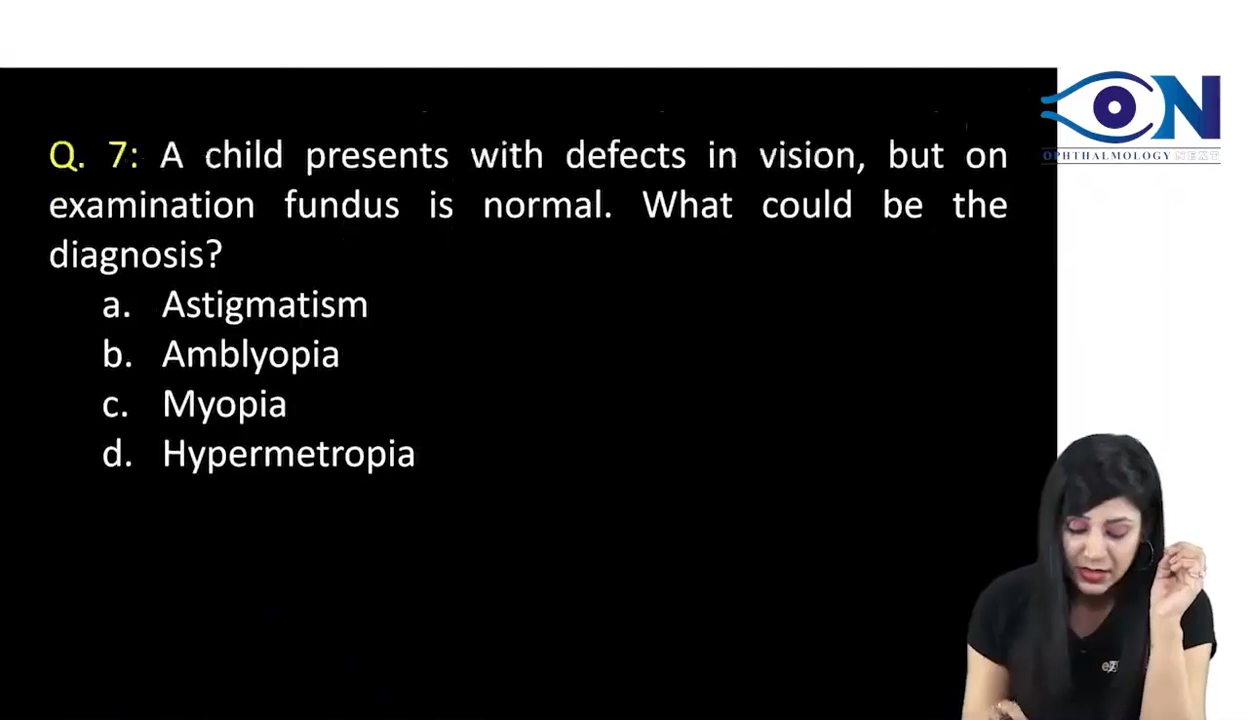 Q. 7: A child presents with defects in vision, but on
examination fundus is normal. What could be the
diagnosis?
a. Astigmatism
b. Amblyopia
c. Myopia
d. Hypermetropia
ON
OPHTHALMOLOGY NEXT